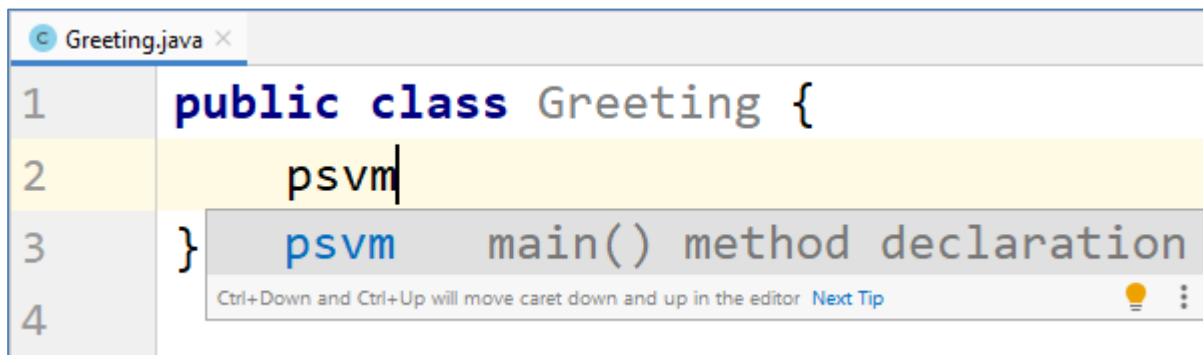 C Greeting.java ×
1 public class Greeting {
2 psvm
3 } psvm main() method declaration
Ctrl+Down and Ctrl+Up will move caret down and up in the editor Next Tip
4